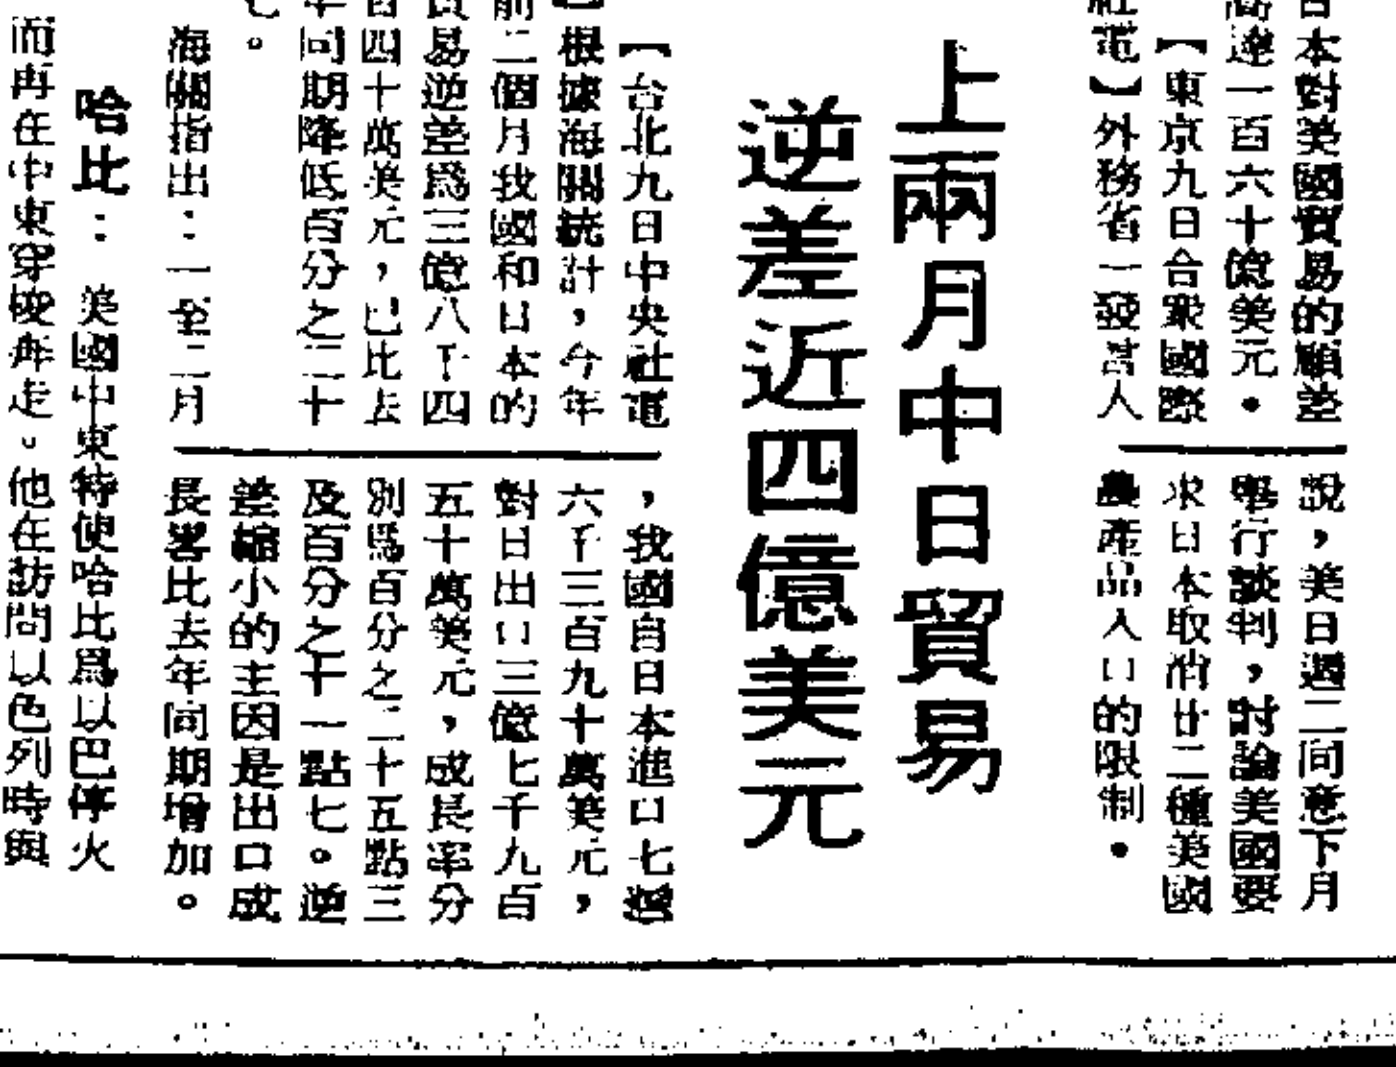 日本對美國貿易的順差
高達一百六十億美元．
【東京九日合眾國際
社電】外務省一發言人
說，美日週二同意下月
舉行談判，討論美國要
求日本取消廿二種美國
農產品入口的限制．
上兩月中日貿易
逆差近四億美元
【台北九日中央社電
】根據海關統計，今年
前二個月我國和日本的
貿易逆差爲三億八千四
百四十萬美元，已比去
年同期降低百分之二十
七。
海關指出：一至二月
，我國自日本進口七億
六千三百九十萬美元，
對日出口三億七千九百
五十萬美元，成長率分
別爲百分之二十五點三
及百分之十一點七。逆
差縮小的主因是出口成
長畧比去年同期增加。
哈比：美國中東特使哈比爲以巴停火
而再在中東穿梭奔走。他在訪問以色列時與